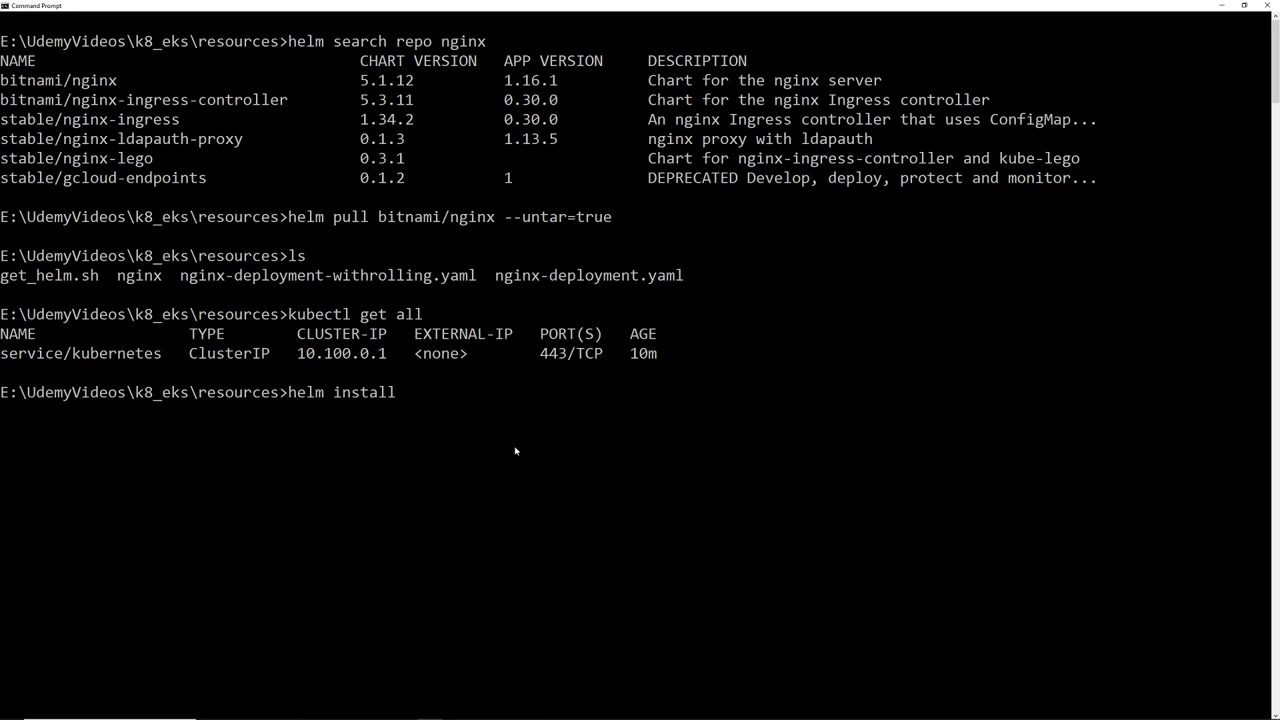 Command Prompt
E:\UdemyVideos\k8_eks\resources>helm search repo nginx
NAME CHART VERSION APP VERSION DESCRIPTION
bitnami/nginx 5.1.12 1.16.1 Chart for the nginx server
bitnami/nginx-ingress-controller 5.3.11 0.30.0 Chart for the nginx Ingress controller
stable/nginx-ingress 1.34.2 0.30.0 An nginx Ingress controller that uses ConfigMap...
stable/nginx-ldapauth-proxy 0.1.3 1.13.5 nginx proxy with ldapauth
stable/nginx-lego 0.3.1 Chart for nginx-ingress-controller and kube-lego
stable/gcloud-endpoints 0.1.2 1 DEPRECATED Develop, deploy, protect and monitor...
E:\UdemyVideos\k8_eks\resources>helm pull bitnami/nginx --untar=true
E:\UdemyVideos\k8_eks\resources>ls
get_helm.sh nginx nginx-deployment-withrolling.yaml nginx-deployment.yaml
E:\UdemyVideos\k8_eks\resources>kubectl get all
NAME TYPE CLUSTER-IP EXTERNAL-IP PORT(S) AGE
service/kubernetes ClusterIP 10.100.0.1 <none> 443/TCP 10m
E:\UdemyVideos\k8_eks\resources>helm install